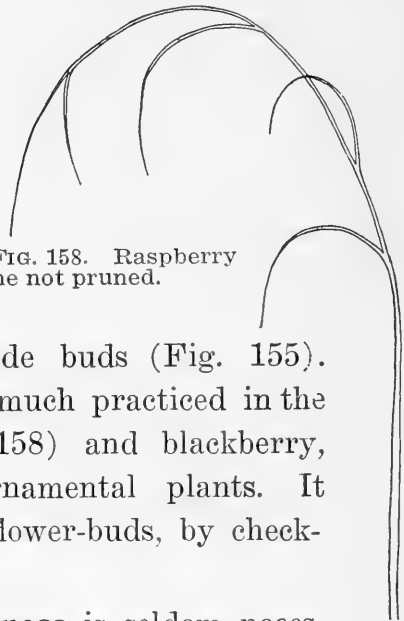 FIG. 158. Raspberry
ne not pruned.
de buds (Fig. 155).
much practiced in the
158) and blackberry,
rnamental plants. It
lower-buds, by check-
is seldom neces-